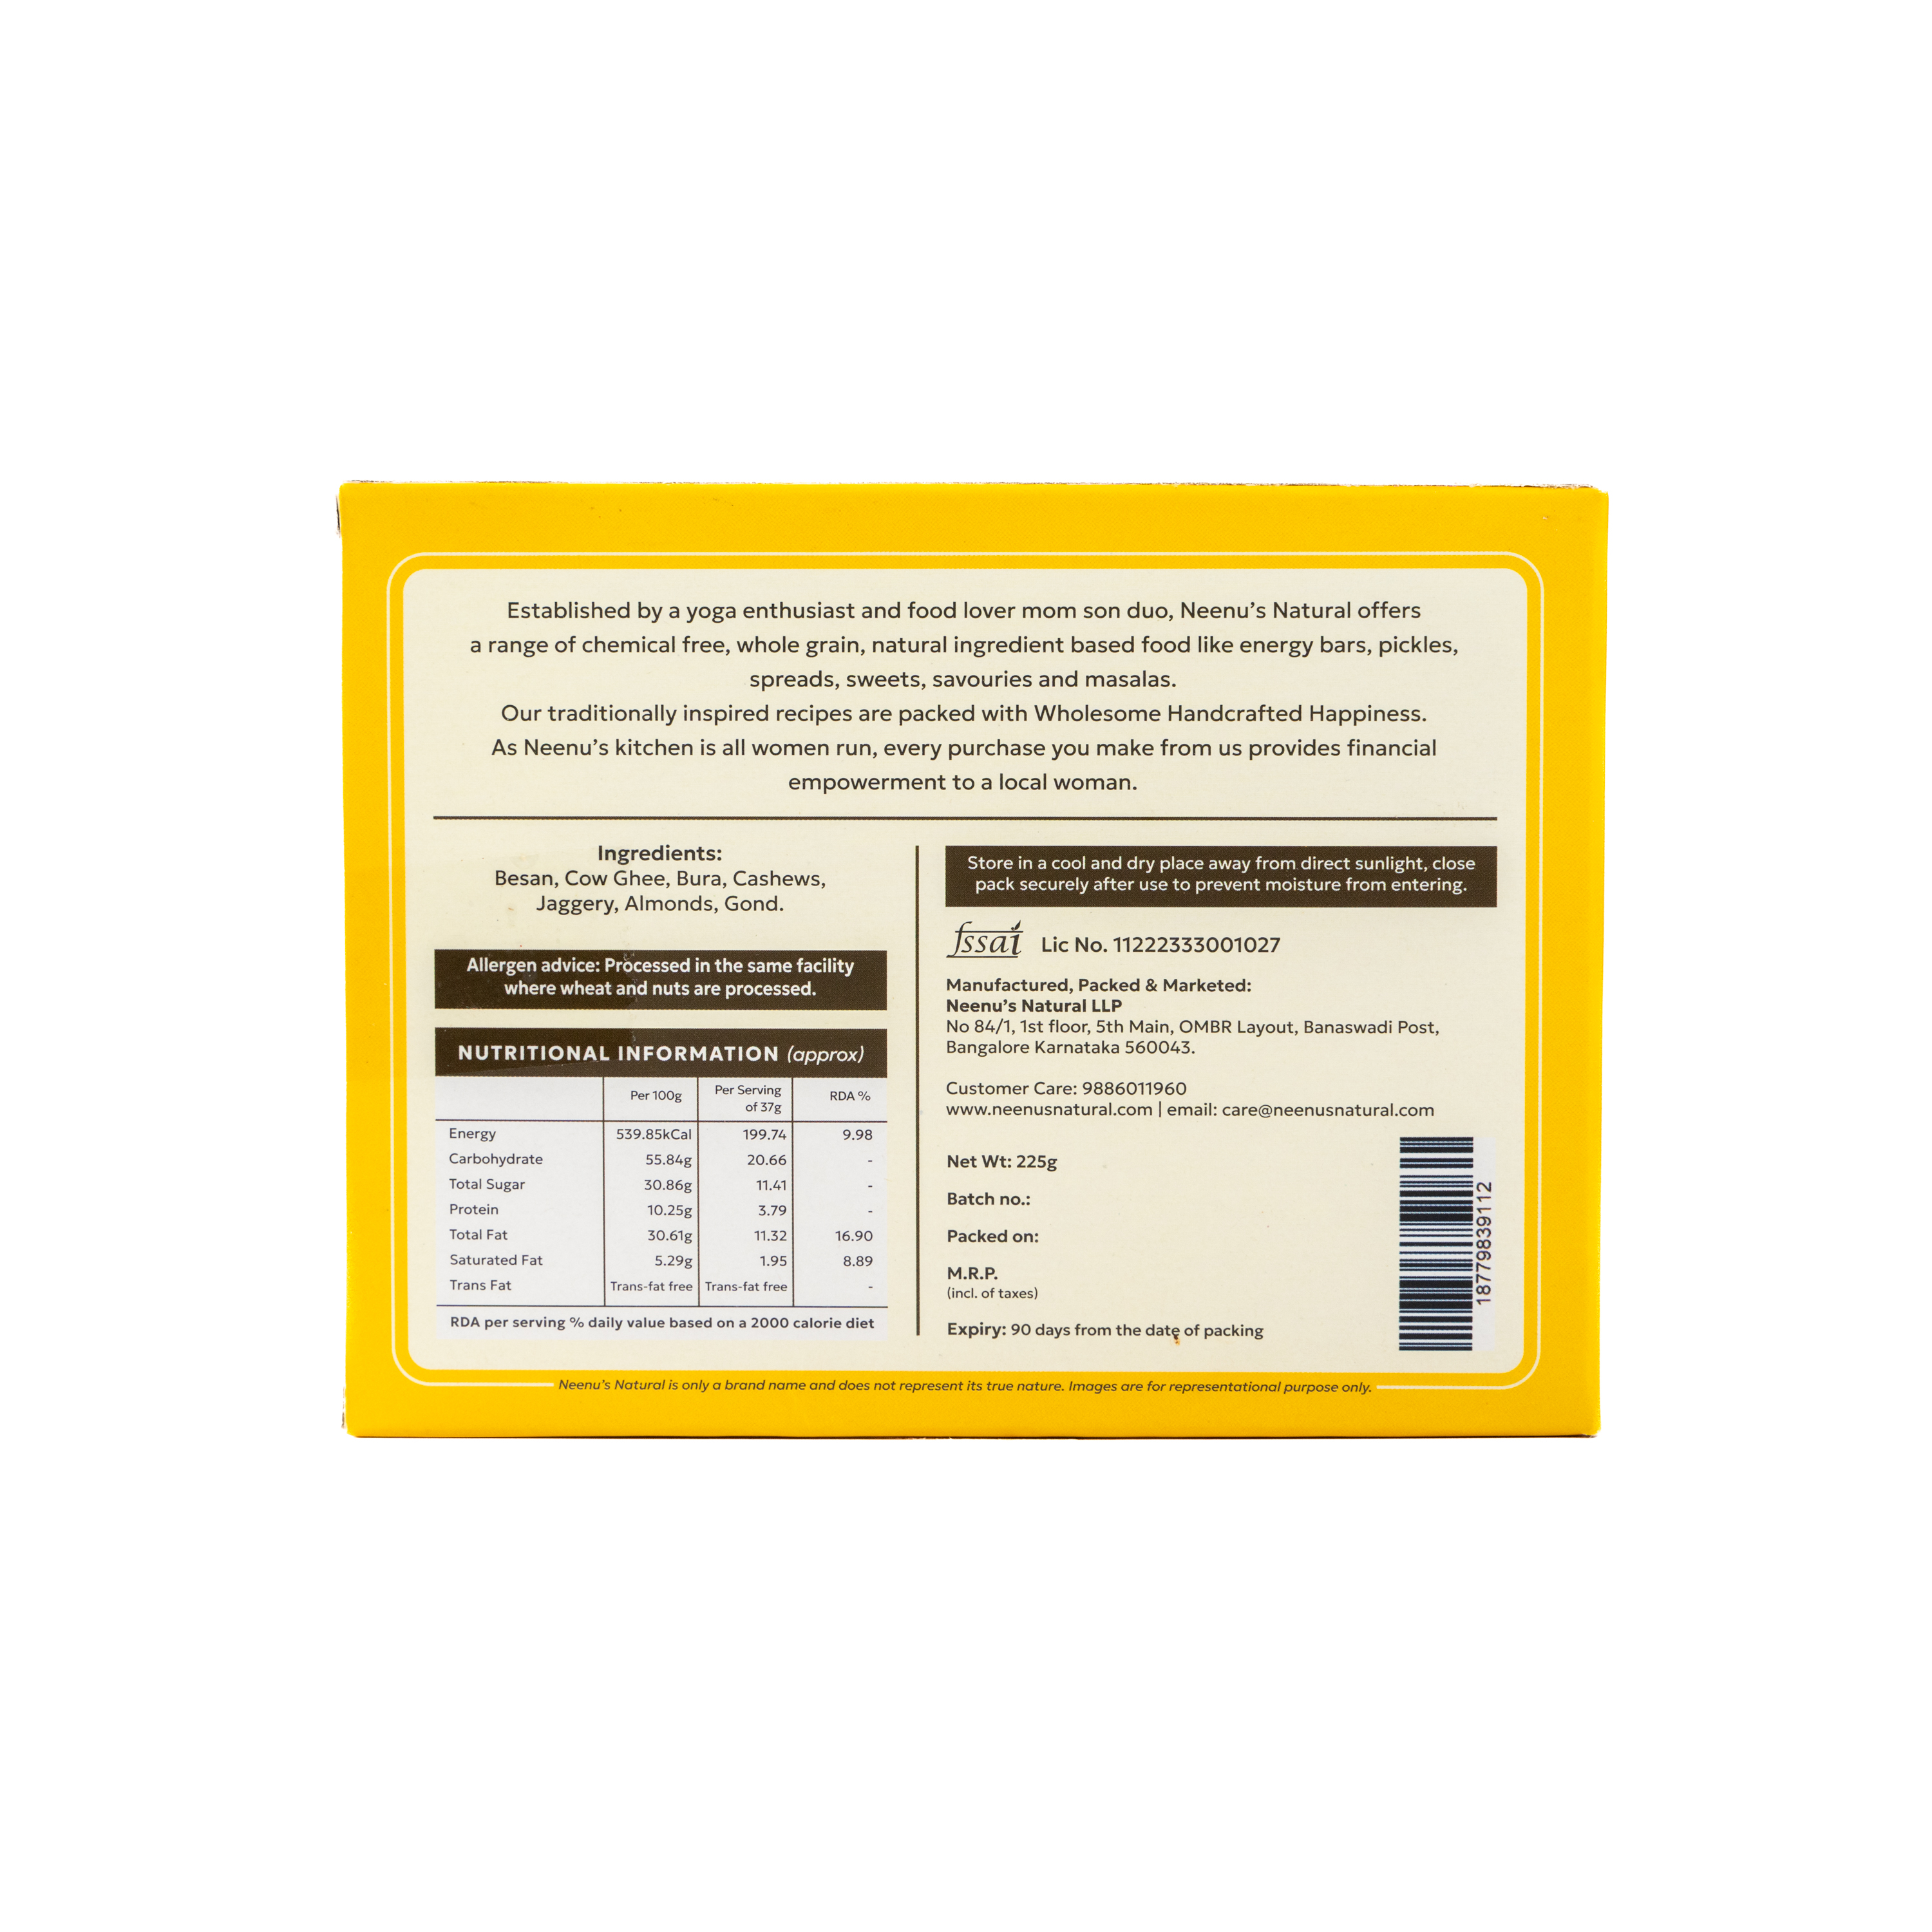 Established by a yoga enthusiast and food lover mom son duo, Neenu's Natural offers
a range of chemical free, whole grain, natural ingredient based food like energy bars, pickles,
spreads, sweets, savouries and masalas.
Our traditionally inspired recipes are packed with Wholesome Handcrafted Happiness.
As Neenu's kitchen is all women run, every purchase you make from us provides financial
empowerment to a local woman.
Ingredients:
Besan, Cow Ghee, Bura, Cashews,
Jaggery, Almonds, Gond.
Allergen advice: Processed in the same facility
where wheat and nuts are processed.
NUTRITIONAL INFORMATION (approx)
Per 100g Per Serving of 37g RDA %
Energy 539.85kCal 199.74 9.98
Carbohydrate 55.84g 20.66 -
Total Sugar 30.86g 11.41 -
Protein 10.25g 3.79 -
Total Fat 30.61g 11.32 16.90
Saturated Fat 5.29g 1.95 8.89
Trans Fat Trans-fat free Trans-fat free -
RDA per serving % daily value based on a 2000 calorie diet
Store in a cool and dry place away from direct sunlight, close
pack securely after use to prevent moisture from entering.
fssai Lic No. 11222333001027
Manufactured, Packed & Marketed:
Neenu's Natural LLP
No 84/1, 1st floor, 5th Main, OMBR Layout, Banaswadi Post,
Bangalore Karnataka 560043.
Customer Care: 9886011960
www.neenusnatural.com | email: care@neenusnatural.com
Net Wt: 225g
Batch no.:
Packed on:
M.R.P.
(incl. of taxes)
Expiry: 90 days from the date of packing
187798839112
Neenu's Natural is only a brand name and does not represent its true nature. Images are for representational purpose only.